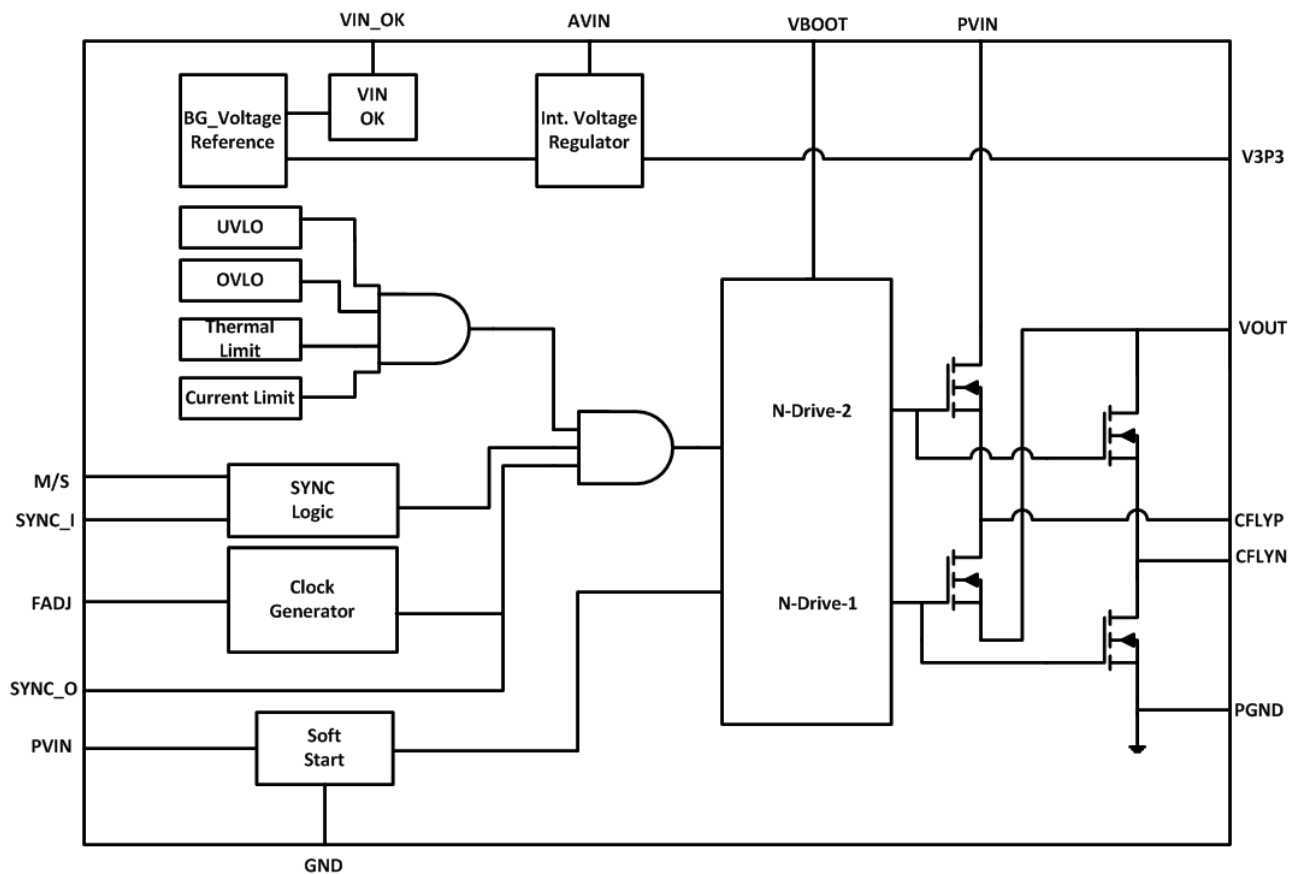 VIN_OK
AVIN
VBOOT
PVIN
VIN
OK
BG_Voltage
Reference
Int. Voltage
Regulator
V3P3
UVLO
OVLO
Thermal
Limit
Current Limit
VOUT
N-Drive-2
M/S
SYNC_I
SYNC
Logic
CFLYP
CFLYN
FADJ
Clock
Generator
N-Drive-1
SYNC_O
PVIN
Soft
Start
PGND
GND